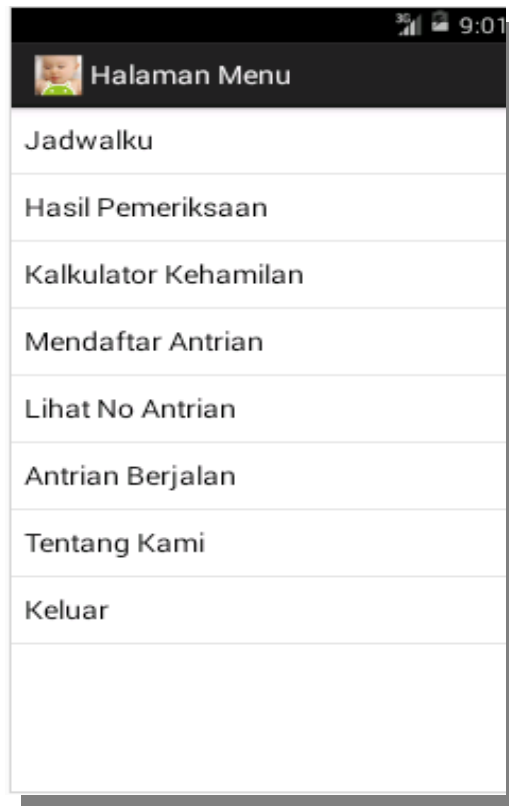 3G 9:01
Halaman Menu
Jadwalku
Hasil Pemeriksaan
Kalkulator Kehamilan
Mendaftar Antrian
Lihat No Antrian
Antrian Berjalan
Tentang Kami
Keluar